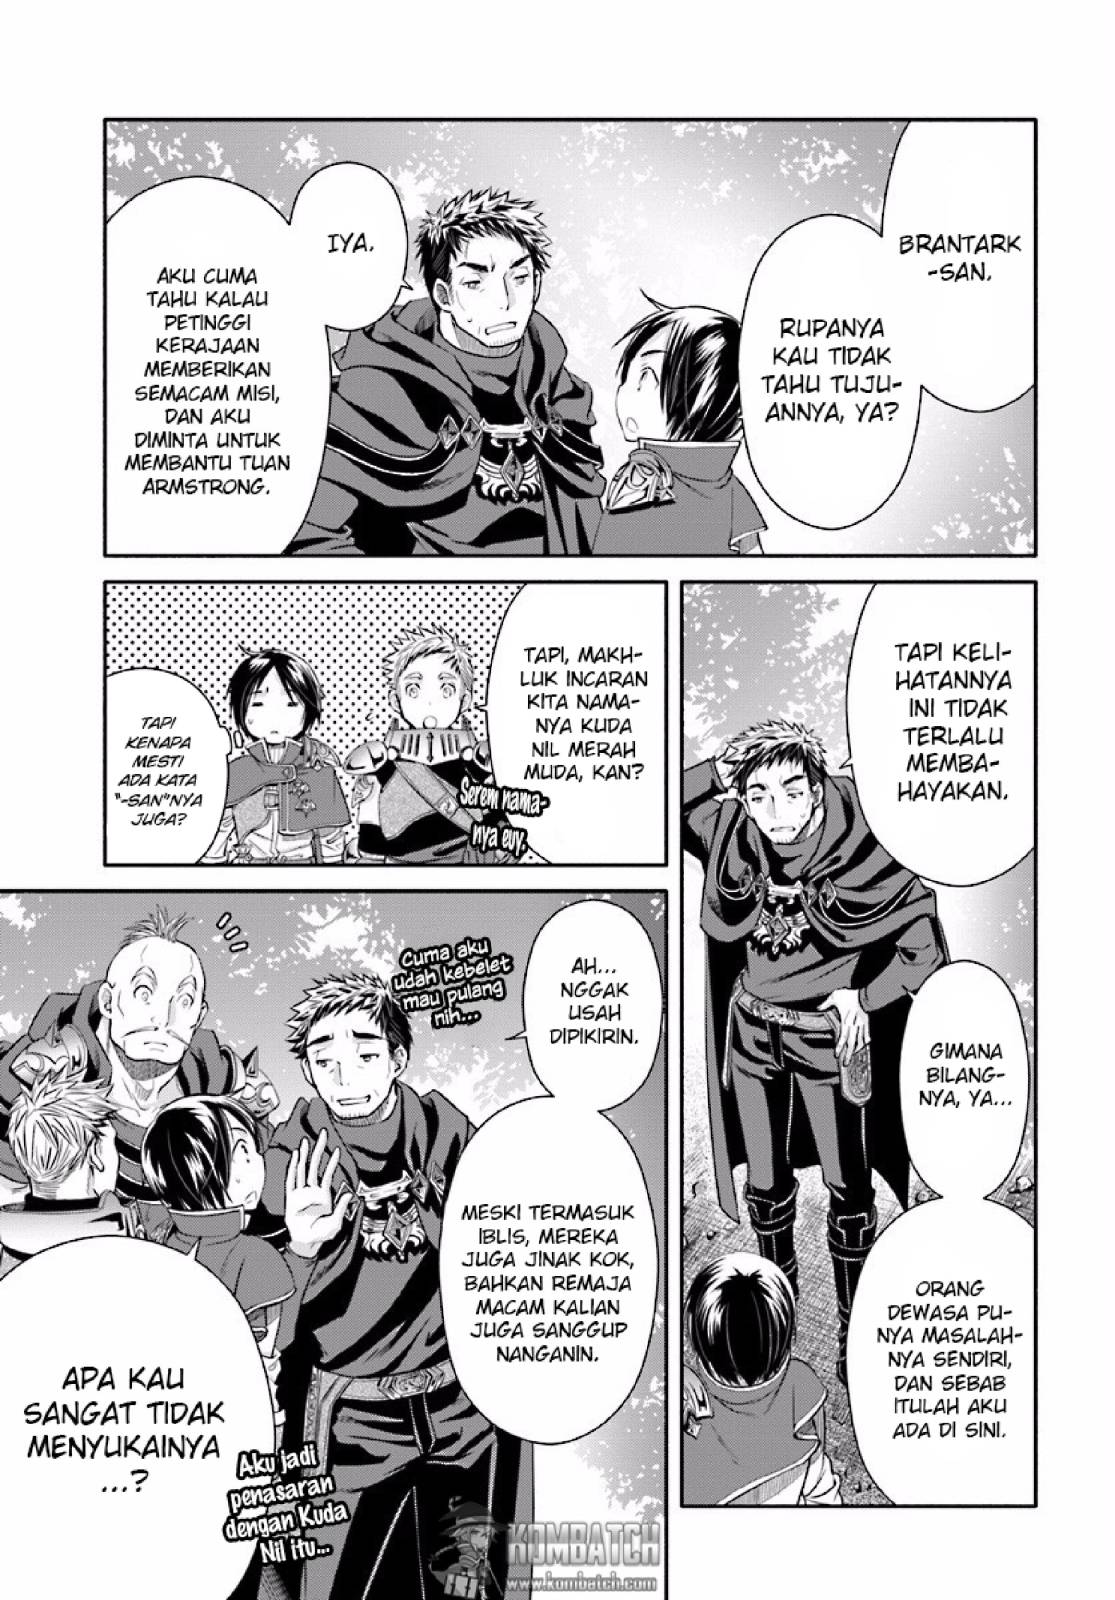 BRANTARK
-SAN.
RUPANYA
KAU TIDAK
TAHU TUJU-
ANNYA, YA?
IYA.
AKU CUMA
TAHU KALAU
PETINGGI
KERAJAAN
MEMBERIKAN
SEMACAM MISI,
DAN AKU
DIMINTA UNTUK
MEMBANTU TUAN
ARMSTRONG.
TAPI KELI-
HATANNYA
INI TIDAK
TERLALU
MEMBA-
HAYAKAN.
GIMANA
BILANG-
NYA, YA...
ORANG
DEWASA PU-
NYA MASALAH-
NYA SENDIRI,
DAN SEBAB
ITULAH AKU
ADA DI SINI.
TAPI, MAKH-
LUK INCARAN
KITA NAMA-
NYA KUDA
NIL MERAH
MUDA, KAN?
Serem nama-
nya euy.
TAPI
KENAPA
MESTI
ADA KATA
"-SAN"NYA
JUGA?
AH...
NGGAK
USAH
DIPIKIRIN.
Cuma aku
udah kebelet
mau pulang
nih...
MESKI TERMASUK
IBLIS, MEREKA
JUGA JINAK KOK,
BAHKAN REMAJA
MACAM KALIAN
JUGA SANGGUP
NANGANIN.
APA KAU
SANGAT TIDAK
MENYUKAINYA
...?
Aku jadi
penasaran
dengan Kuda
Nil itu...
KOMBATCH
www.kombatch.com